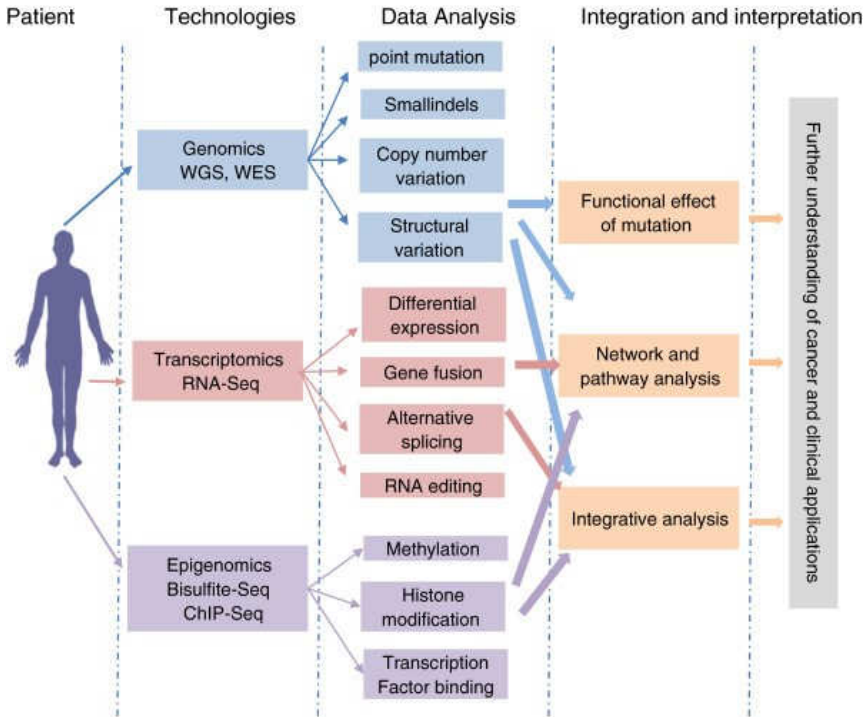 Patient
Technologies
Data Analysis
Integration and interpretation
Genomics
WGS, WES
Transcriptomics
RNA-Seq
Epigenomics
Bisulfite-Seq
ChIP-Seq
point mutation
Smallindels
Copy number
variation
Structural
variation
Differential
expression
Gene fusion
Alternative
splicing
RNA editing
Methylation
Histone
modification
Transcription
Factor binding
Functional effect
of mutation
Network and
pathway analysis
Integrative analysis
Further understanding of cancer and clinical applications